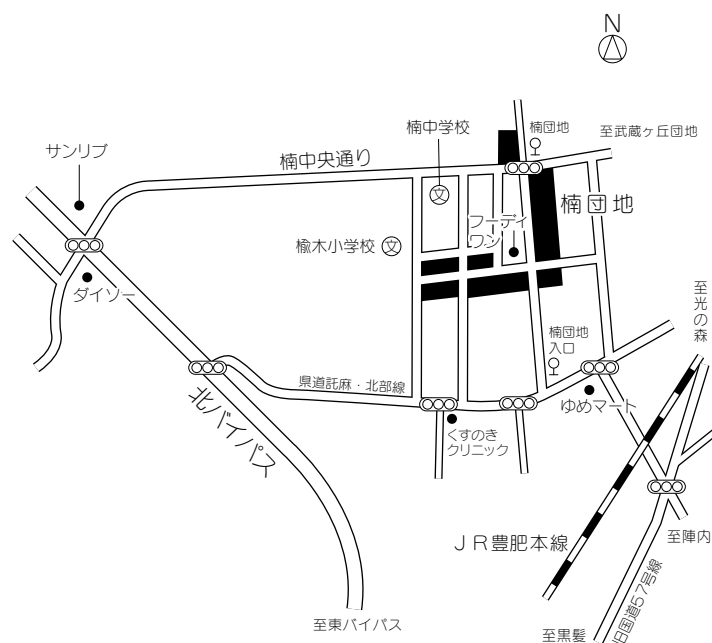 N
楠中学校
楠団地
至武蔵ヶ丘団地
サンリブ
楠中央通り
楠団地
文
フーディ
ワン
楡木小学校
文
ダイソー
至光の森
楠団地
入口
県道託麻・北部線
ゆめマート
北バイパス
くすのき
クリニック
JR豊肥本線
至陣内
旧国道57号線
至東バイパス
至黒髪